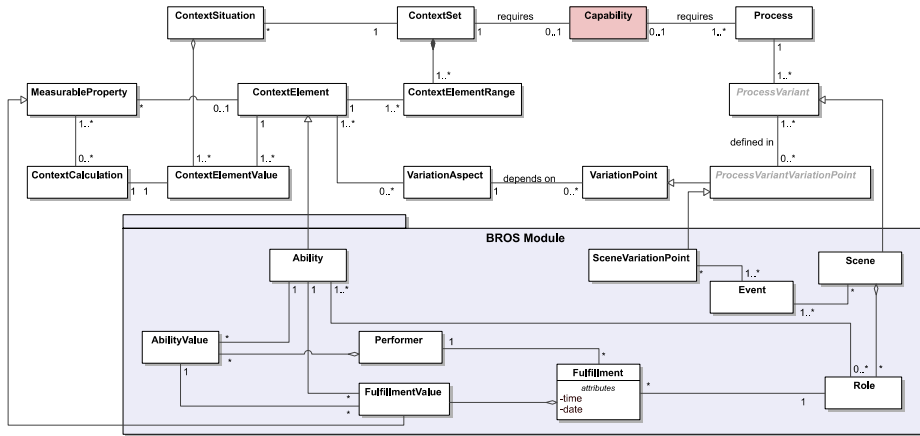 ContextSituation
ContextSet
requires
Capability
requires
Process
*
1
1
0..1
0..1
1..*
1
1..*
1..*
MeasurableProperty
ContextElement
ContextElementRange
ProcessVariant
*
0..1
1
1..*
1..*
1
1..*
1..*
defined in
0..*
1..*
1..*
0..*
ContextCalculation
ContextElementValue
VariationAspect
depends on
VariationPoint
ProcessVariantVariationPoint
1
1
0..*
1
0..*
BROS Module
Ability
SceneVariationPoint
Scene
*
1..*
Event
*
1..*
1
1
1..*
AbilityValue
Performer
*
*
1
*
Fulfillment
attributes
-time
-date
1
FulfillmentValue
*
*
*
1
0..*
*
Role